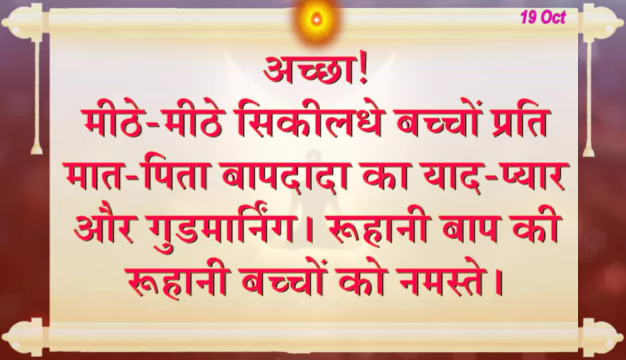 19 Oct
अच्छा!
मीठे-मीठे सिकीलधे बच्चों प्रति
मात-पिता बापदादा का याद-प्यार
और गुडमार्निंग। रूहानी बाप की
रूहानी बच्चों को नमस्ते।